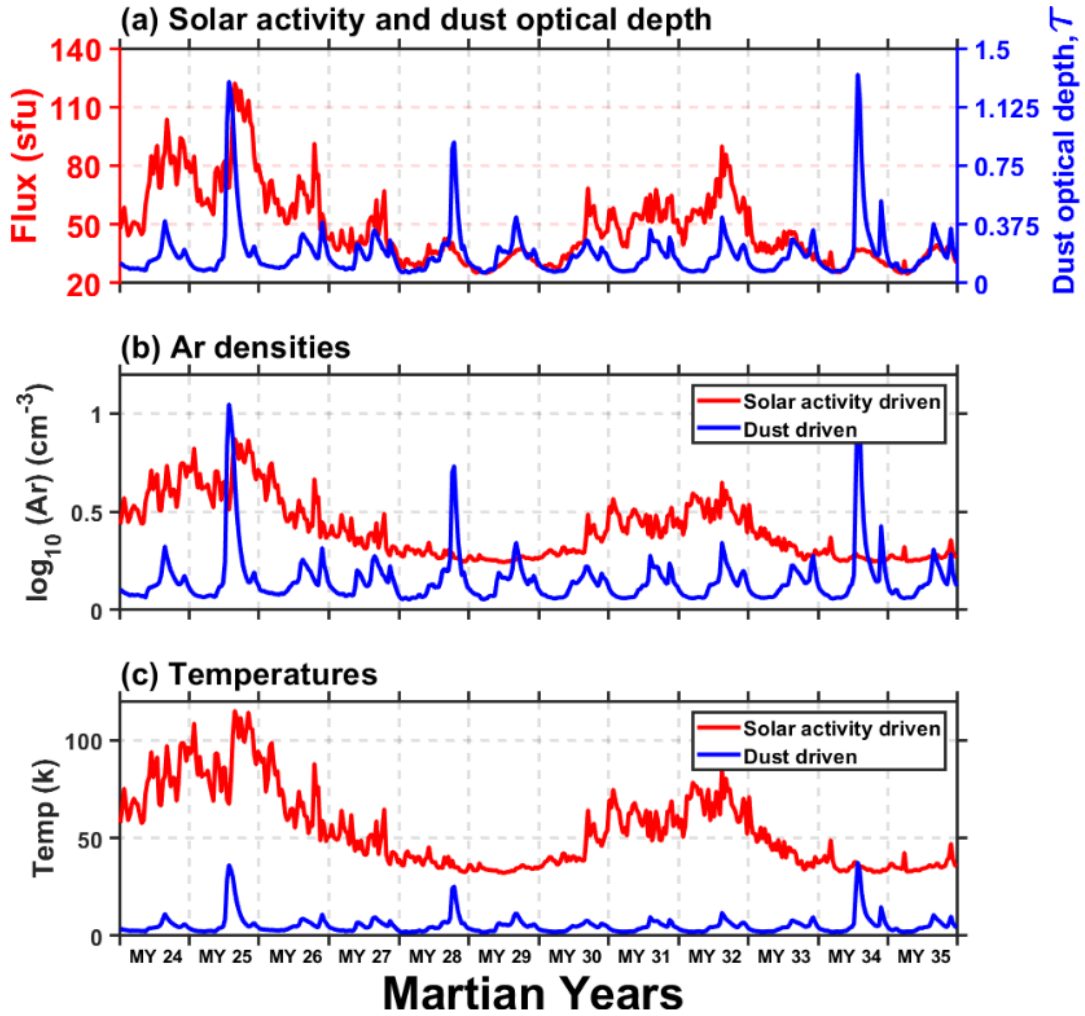 (a) Solar activity and dust optical depth
140
110
80
50
20
Flux (sfu)
1.5
1.125
0.75
0.375
0
Dust optical depth, 𝒯
(b) Ar densities
1
0.5
0
log₁₀ (Ar) (cm⁻³)
Solar activity driven
Dust driven
(c) Temperatures
100
50
0
Temp (k)
Solar activity driven
Dust driven
MY 24 MY 25 MY 26 MY 27 MY 28 MY 29 MY 30 MY 31 MY 32 MY 33 MY 34 MY 35
Martian Years